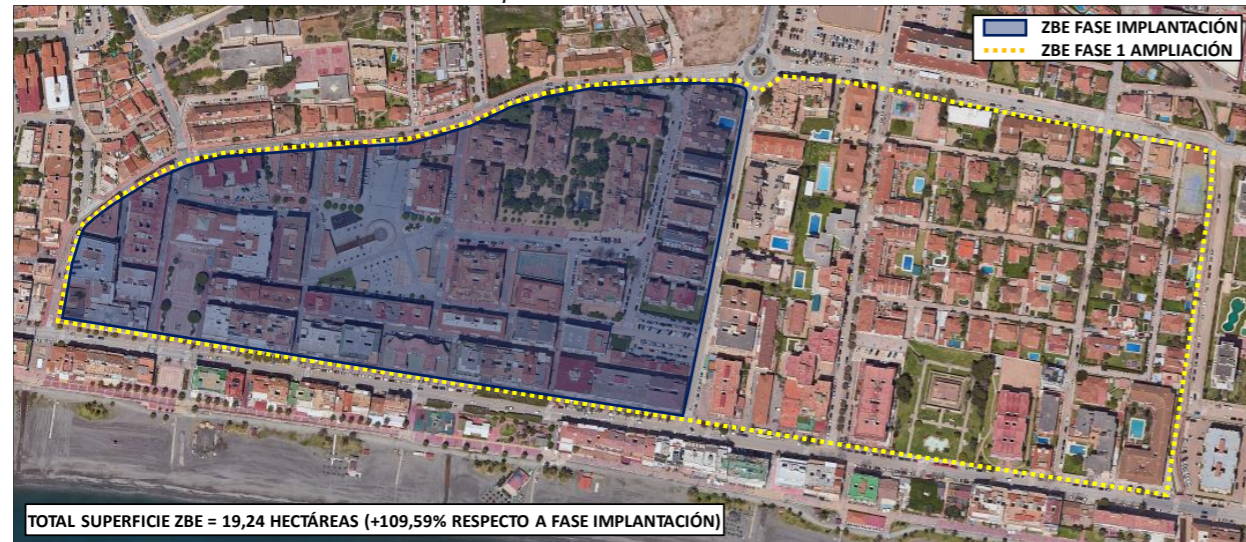 ZBE FASE IMPLANTACIÓN
ZBE FASE 1 AMPLIACIÓN
TOTAL SUPERFICIE ZBE = 19,24 HECTÁREAS (+109,59% RESPECTO A FASE IMPLANTACIÓN)